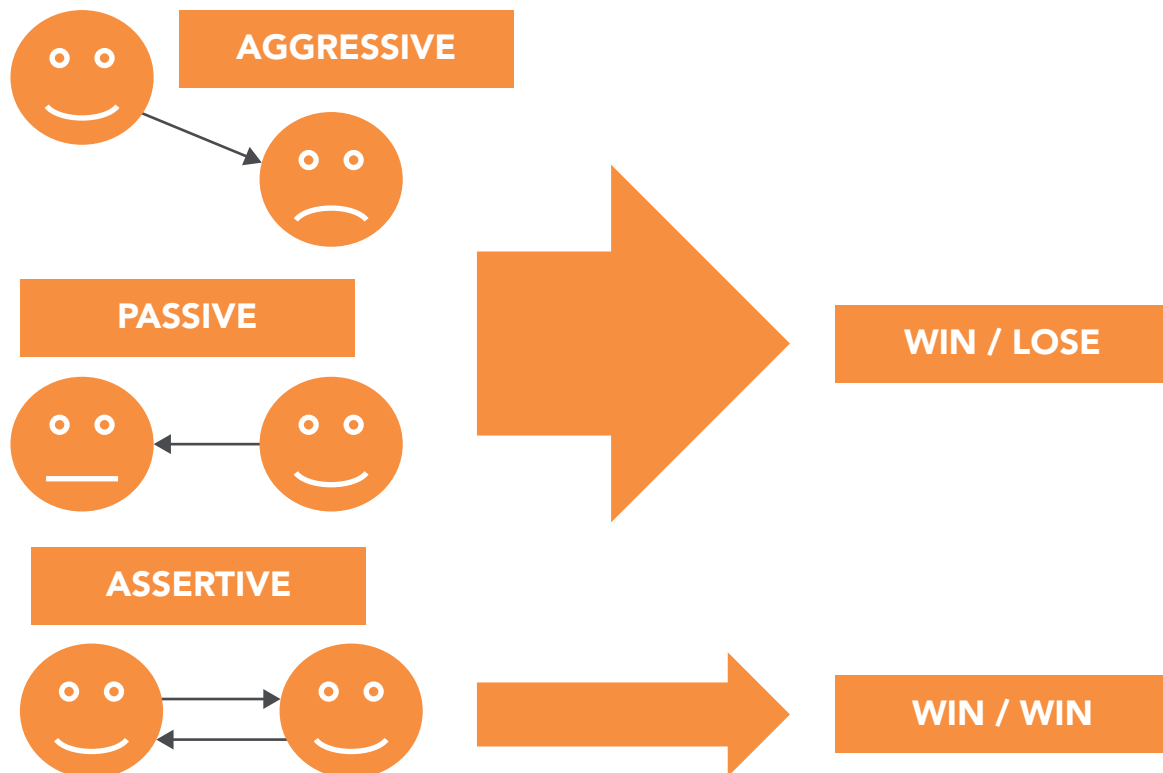 AGGRESSIVE
PASSIVE
WIN / LOSE
ASSERTIVE
WIN / WIN